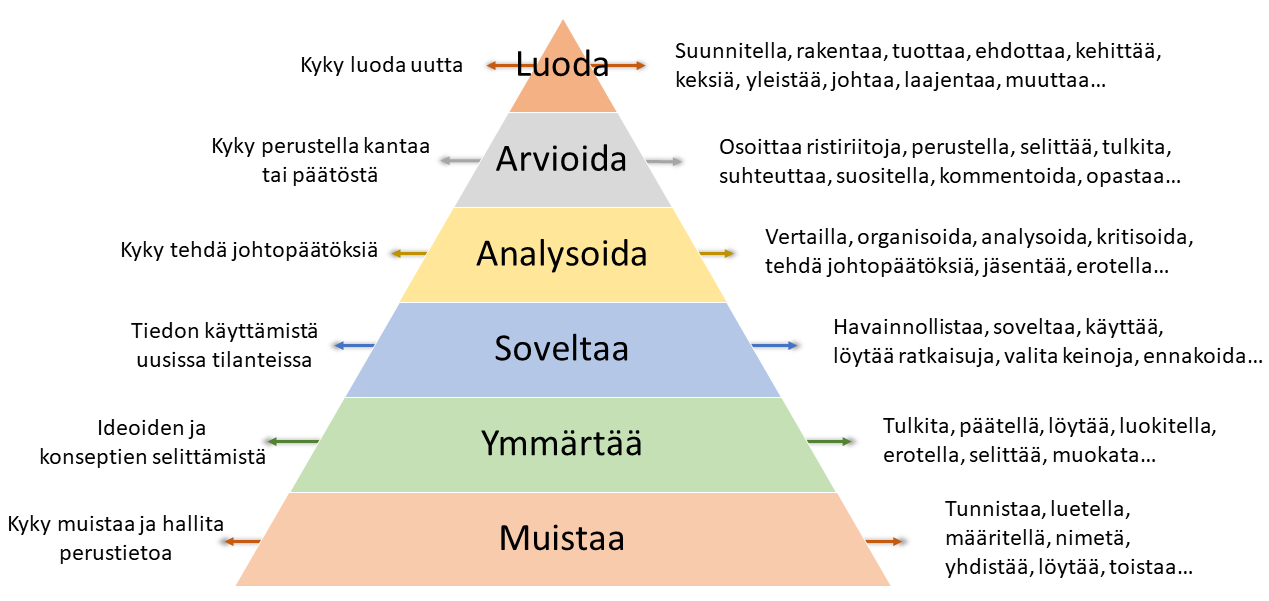 Kyky luoda uutta
Luoda
Suunnitella, rakentaa, tuottaa, ehdottaa, kehittää,
keksiä, yleistää, johtaa, laajentaa, muuttaa…
Kyky perustella kantaa
tai päätöstä
Arvioida
Osoittaa ristiriitoja, perustella, selittää, tulkita,
suhteuttaa, suositella, kommentoida, opastaa…
Kyky tehdä johtopäätöksiä
Analysoida
Vertailla, organisoida, analysoida, kritisoida,
tehdä johtopäätöksiä, jäsentää, erotella…
Tiedon käyttämistä
uusissa tilanteissa
Soveltaa
Havainnollistaa, soveltaa, käyttää,
löytää ratkaisuja, valita keinoja, ennakoida…
Ideoiden ja
konseptien selittämistä
Ymmärtää
Tulkita, päätellä, löytää, luokitella,
erotella, selittää, muokata…
Kyky muistaa ja hallita
perustietoa
Muistaa
Tunnistaa, luetella,
määritellä, nimetä,
yhdistää, löytää, toistaa…